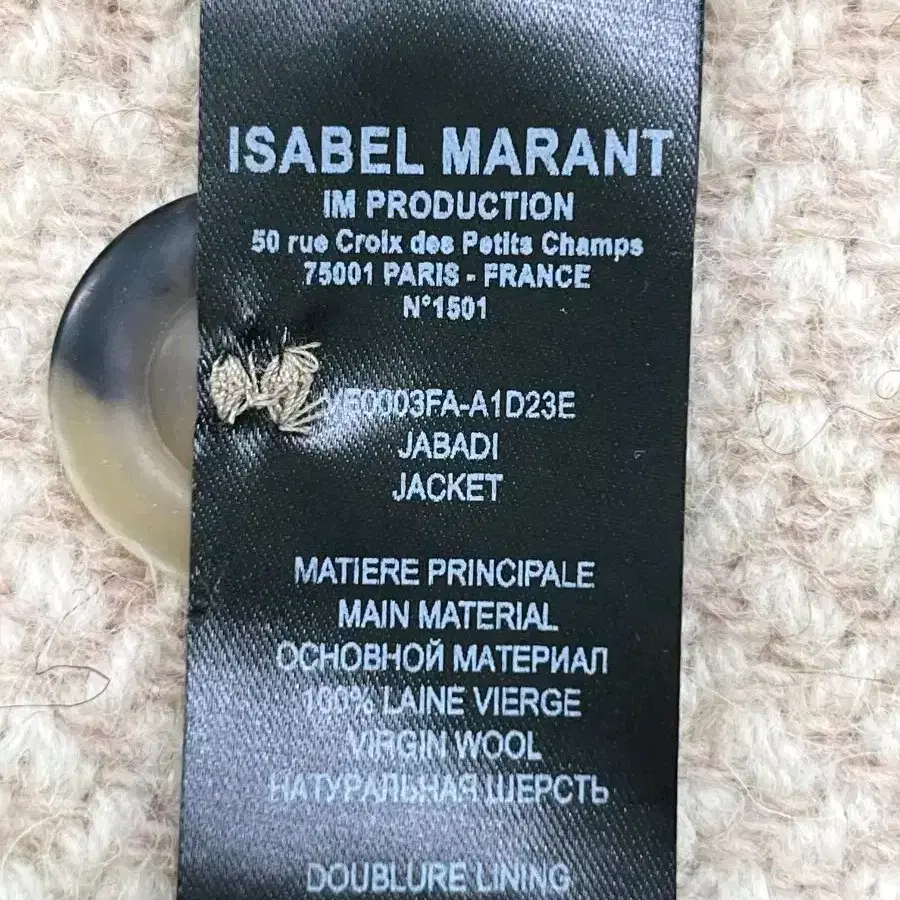 ISABEL MARANT
IM PRODUCTION
50 rue Croix des Petits Champs
75001 PARIS - FRANCE
N°1501
JABADI
JACKET
MATIERE PRINCIPALE
MAIN MATERIAL
ОСНОВНОЙ МАТЕРИАЛ
100% LAINE VIERGE
VIRGIN WOOL
НАТУРАЛЬНАЯ ШЕРСТЬ
DOUBLURE LINING